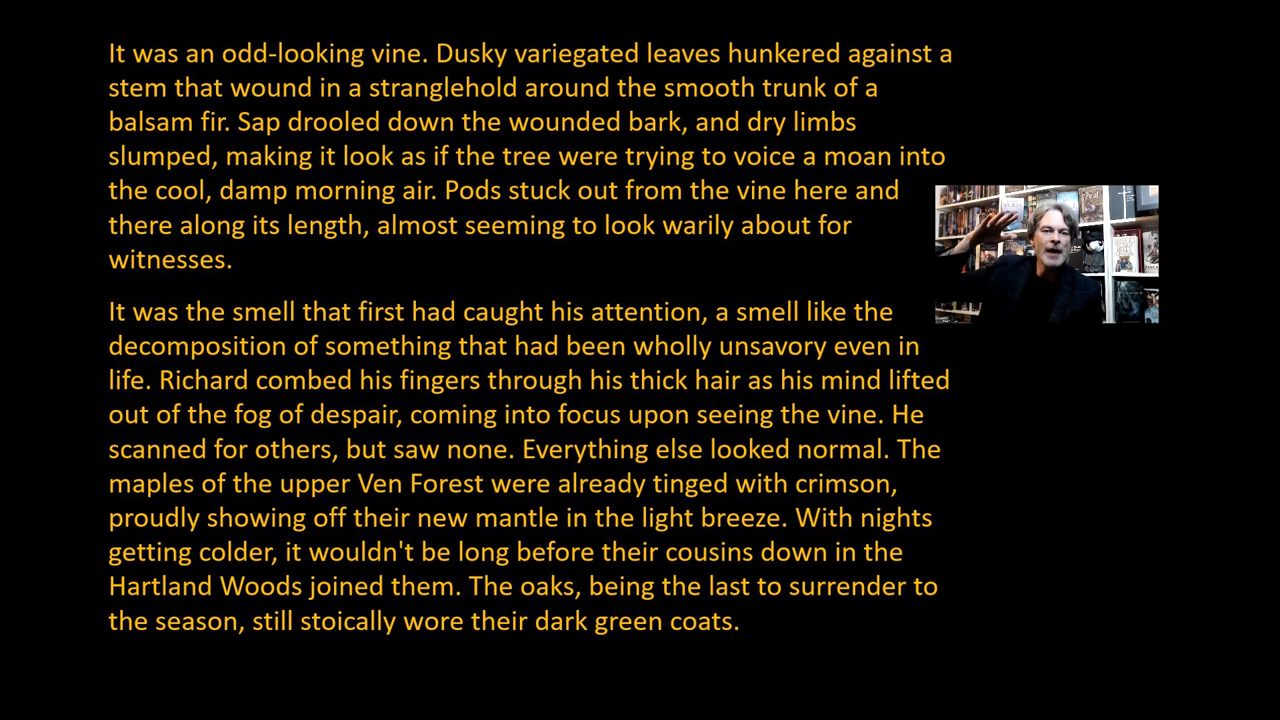 It was an odd-looking vine. Dusky variegated leaves hunkered against a
stem that wound in a stranglehold around the smooth trunk of a
balsam fir. Sap drooled down the wounded bark, and dry limbs
slumped, making it look as if the tree were trying to voice a moan into
the cool, damp morning air. Pods stuck out from the vine here and
there along its length, almost seeming to look warily about for
witnesses.
It was the smell that first had caught his attention, a smell like the
decomposition of something that had been wholly unsavory even in
life. Richard combed his fingers through his thick hair as his mind lifted
out of the fog of despair, coming into focus upon seeing the vine. He
scanned for others, but saw none. Everything else looked normal. The
maples of the upper Ven Forest were already tinged with crimson,
proudly showing off their new mantle in the light breeze. With nights
getting colder, it wouldn't be long before their cousins down in the
Hartland Woods joined them. The oaks, being the last to surrender to
the season, still stoically wore their dark green coats.